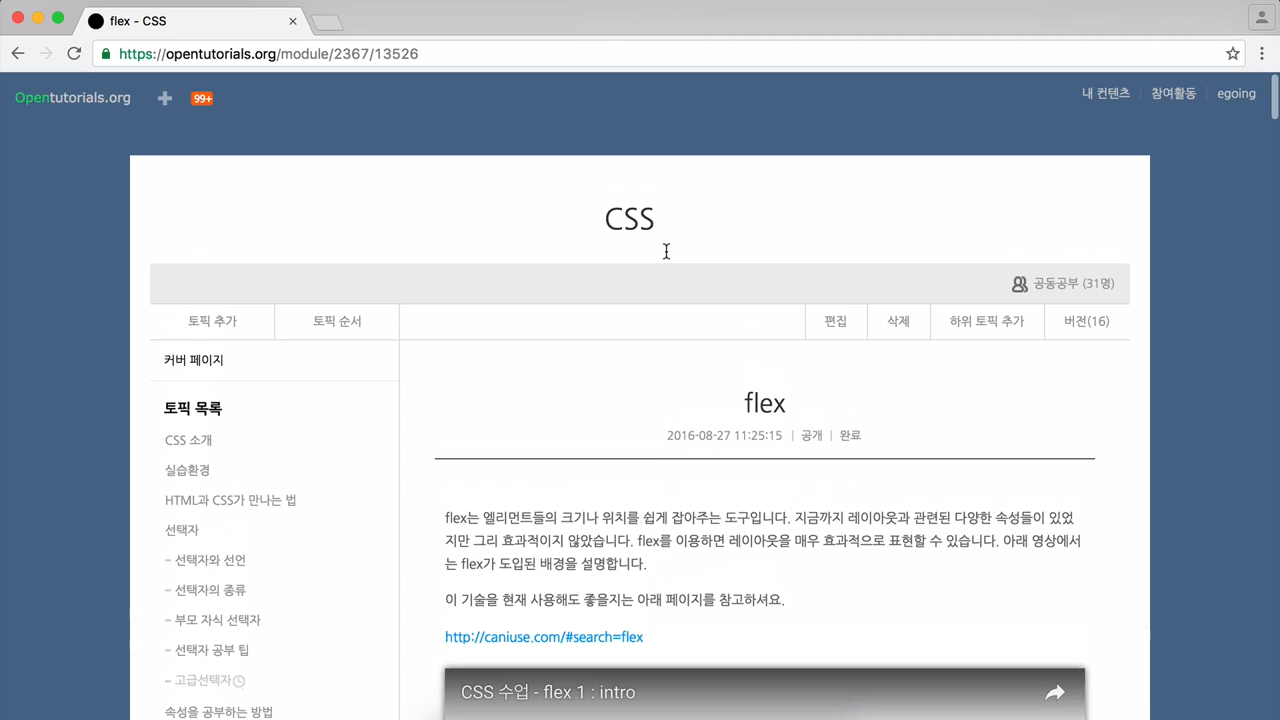 flex - CSS
https://opentutorials.org/module/2367/13526
Opentutorials.org
99+
내 컨텐츠
참여활동
egoing
CSS
공동공부 (31명)
토픽 추가
토픽 순서
편집
삭제
하위 토픽 추가
버전(16)
커버 페이지
토픽 목록
CSS 소개
실습환경
HTML과 CSS가 만나는 법
선택자
- 선택자와 선언
- 선택자의 종류
- 부모 자식 선택자
- 선택자 공부 팁
- 고급선택자
속성을 공부하는 방법
flex
2016-08-27 11:25:15 | 공개 | 완료
flex는 엘리먼트들의 크기나 위치를 쉽게 잡아주는 도구입니다. 지금까지 레이아웃과 관련된 다양한 속성들이 있었
지만 그리 효과적이지 않았습니다. flex를 이용하면 레이아웃을 매우 효과적으로 표현할 수 있습니다. 아래 영상에서
는 flex가 도입된 배경을 설명합니다.
이 기술을 현재 사용해도 좋을지는 아래 페이지를 참고하셔요.
http://caniuse.com/#search=flex
CSS 수업 - flex 1 : intro